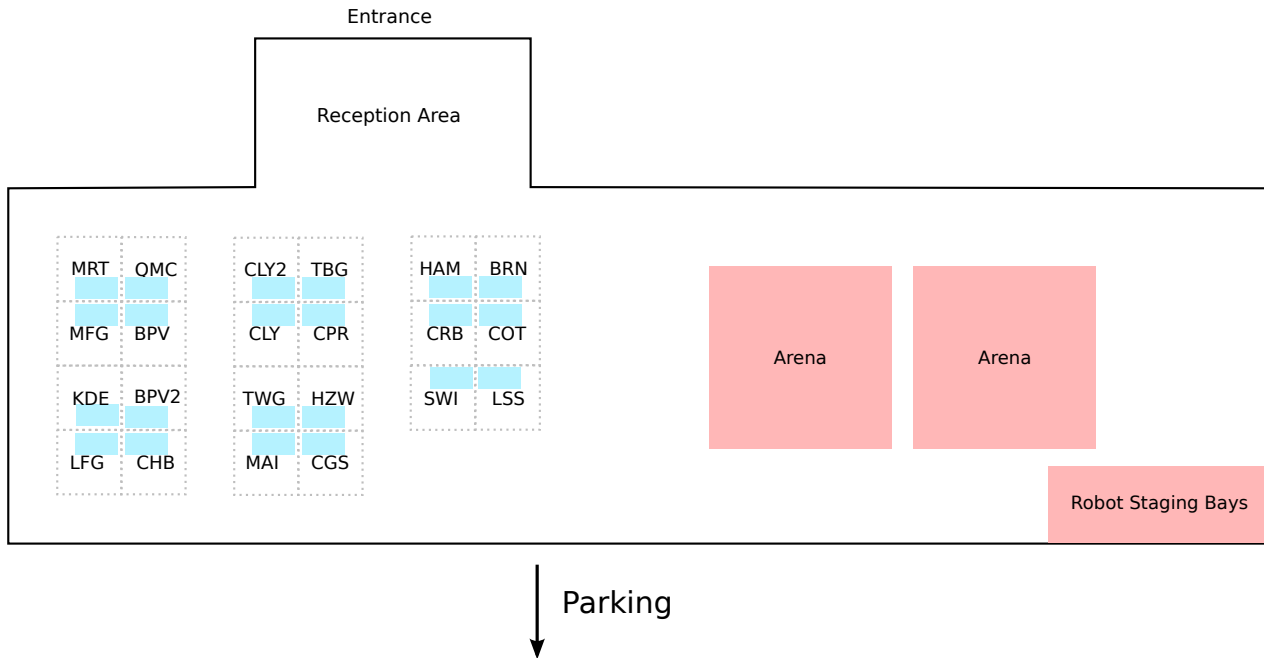 Entrance
Reception Area
MRT QMC
MFG BPV
KDE BPV2
LFG CHB
CLY2 TBG
CLY CPR
TWG HZW
MAI CGS
HAM BRN
CRB COT
SWI LSS
Arena
Arena
Robot Staging Bays
Parking